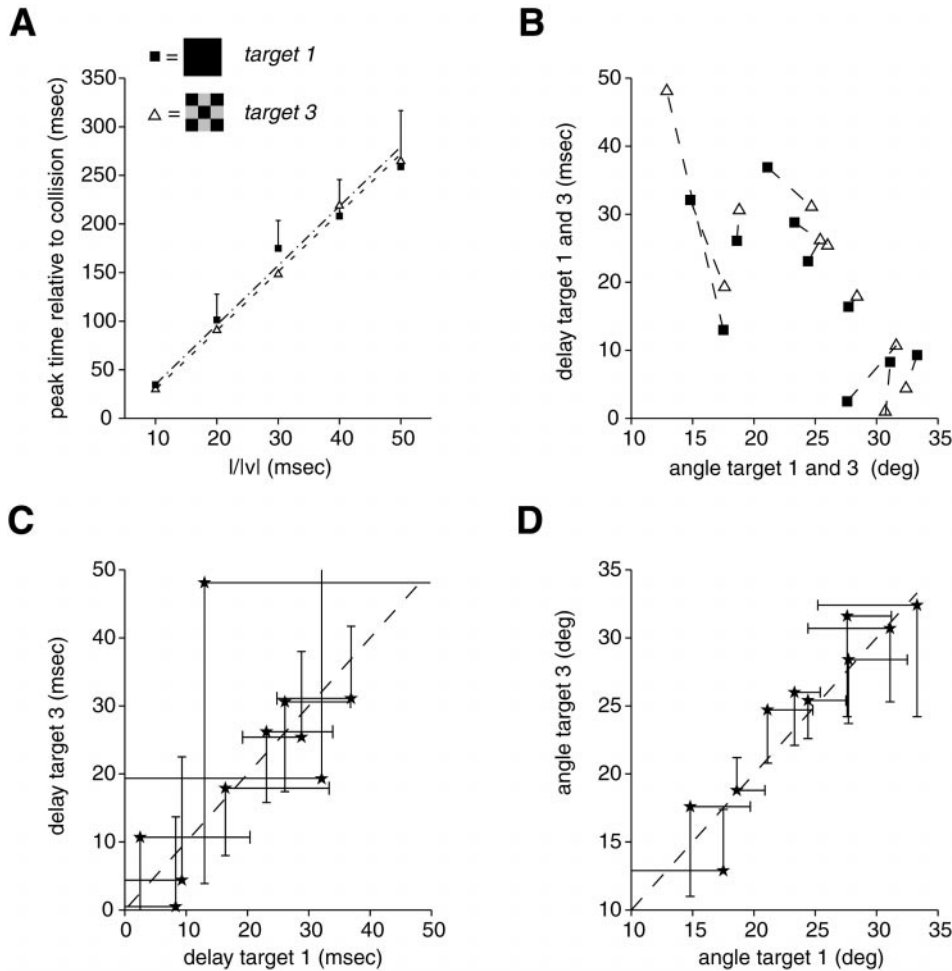 A
B
= target 1
= target 3
peak time relative to collision (msec)
350
300
250
200
150
100
50
0
10 20 30 40 50
l/|v| (msec)
delay target 1 and 3 (msec)
50
40
30
20
10
0
10 15 20 25 30 35
angle target 1 and 3 (deg)
C
D
delay target 3 (msec)
50
40
30
20
10
0
0 10 20 30 40 50
delay target 1 (msec)
angle target 3 (deg)
35
30
25
20
15
10
10 15 20 25 30 35
angle target 1 (deg)